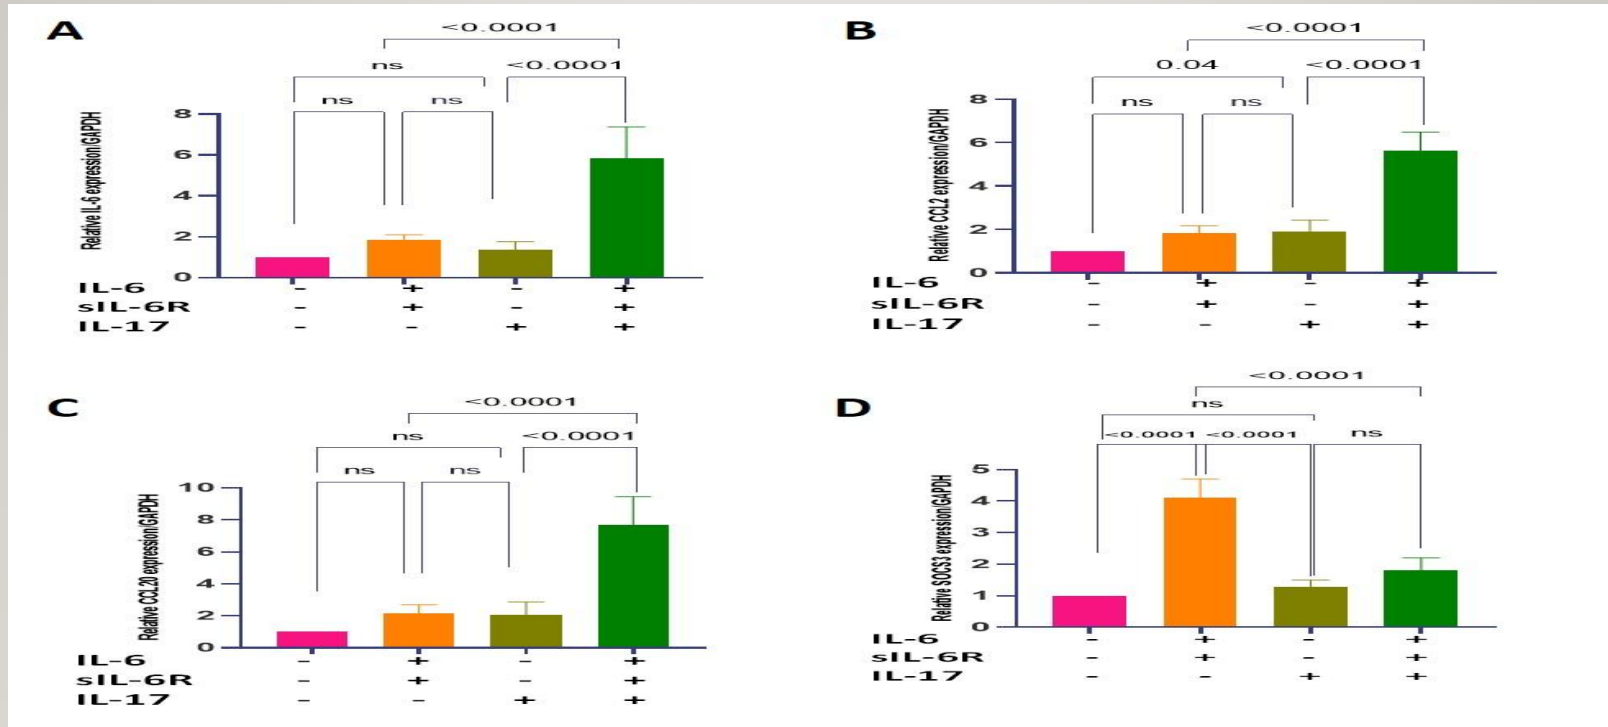 A
<0.0001
ns <0.0001
ns ns
Relative IL-6 expression/GAPDH
8
6
4
2
0
IL-6 - + - +
sIL-6R - + - +
IL-17 - - + +
B
<0.0001
0.04 <0.0001
ns ns
Relative CCL2 expression/GAPDH
8
6
4
2
0
IL-6 - + - +
sIL-6R - + - +
IL-17 - - + +
C
<0.0001
ns <0.0001
ns ns
Relative CCL20 expression/GAPDH
10
8
6
4
2
0
IL-6 - + - +
sIL-6R - + - +
IL-17 - - + +
D
<0.0001
ns
<0.0001 <0.0001 ns
Relative SOCS3 expression/GAPDH
5
4
3
2
1
0
IL-6 - + - +
sIL-6R - + - +
IL-17 - - + +